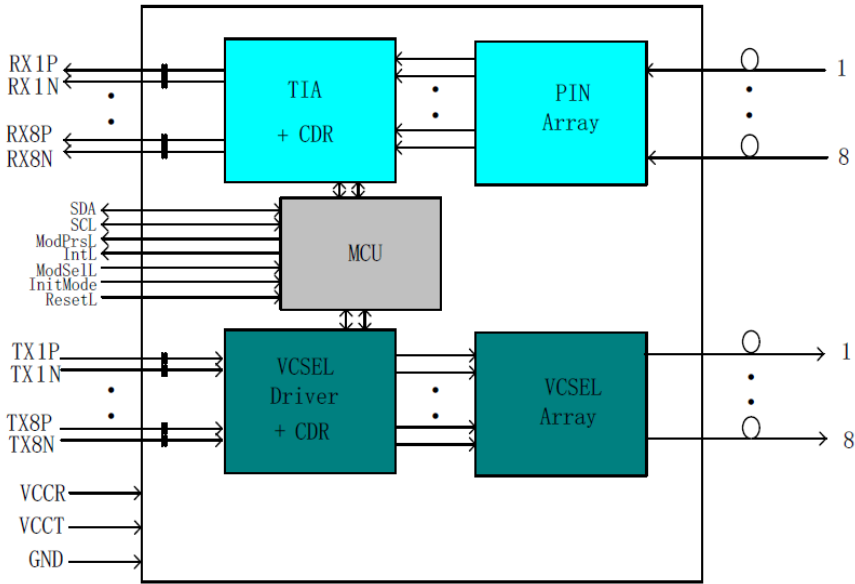 RX1P
RX1N
RX8P
RX8N
TIA
+ CDR
PIN
Array
1
8
SDA
SCL
ModPrsL
IntL
ModSelL
InitMode
ResetL
MCU
TX1P
TX1N
TX8P
TX8N
VCSEL
Driver
+ CDR
VCSEL
Array
1
8
VCCR
VCCT
GND